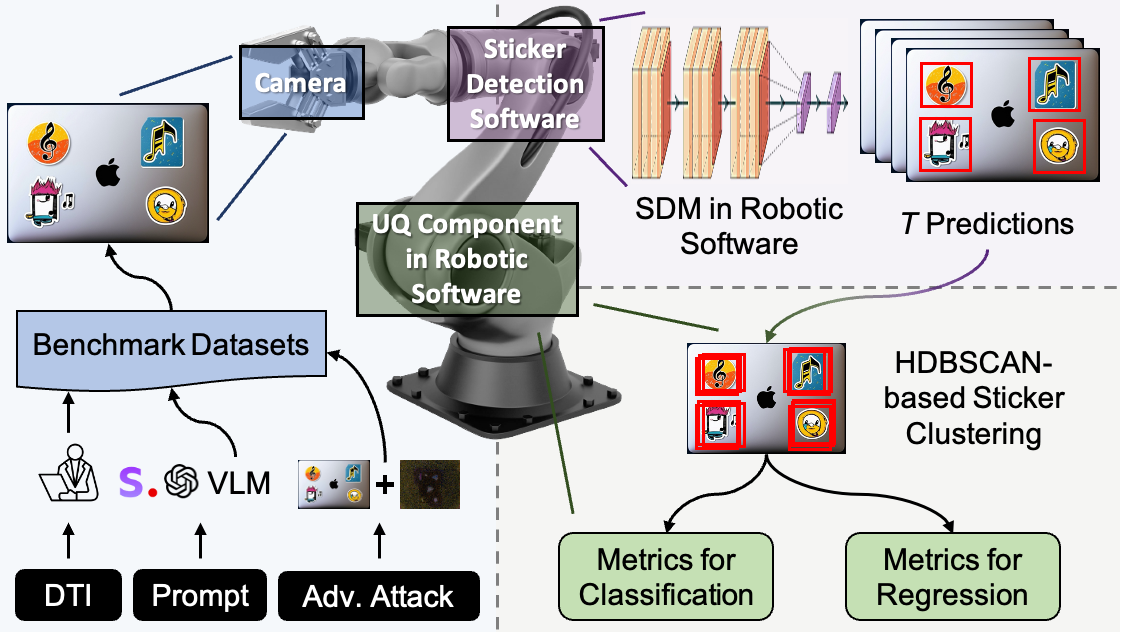 Camera
Sticker
Detection
Software
SDM in Robotic
Software
T Predictions
UQ Component
in Robotic
Software
Benchmark Datasets
S. VLM
DTI
Prompt
Adv. Attack
+
HDBSCAN-
based Sticker
Clustering
Metrics for
Classification
Metrics for
Regression